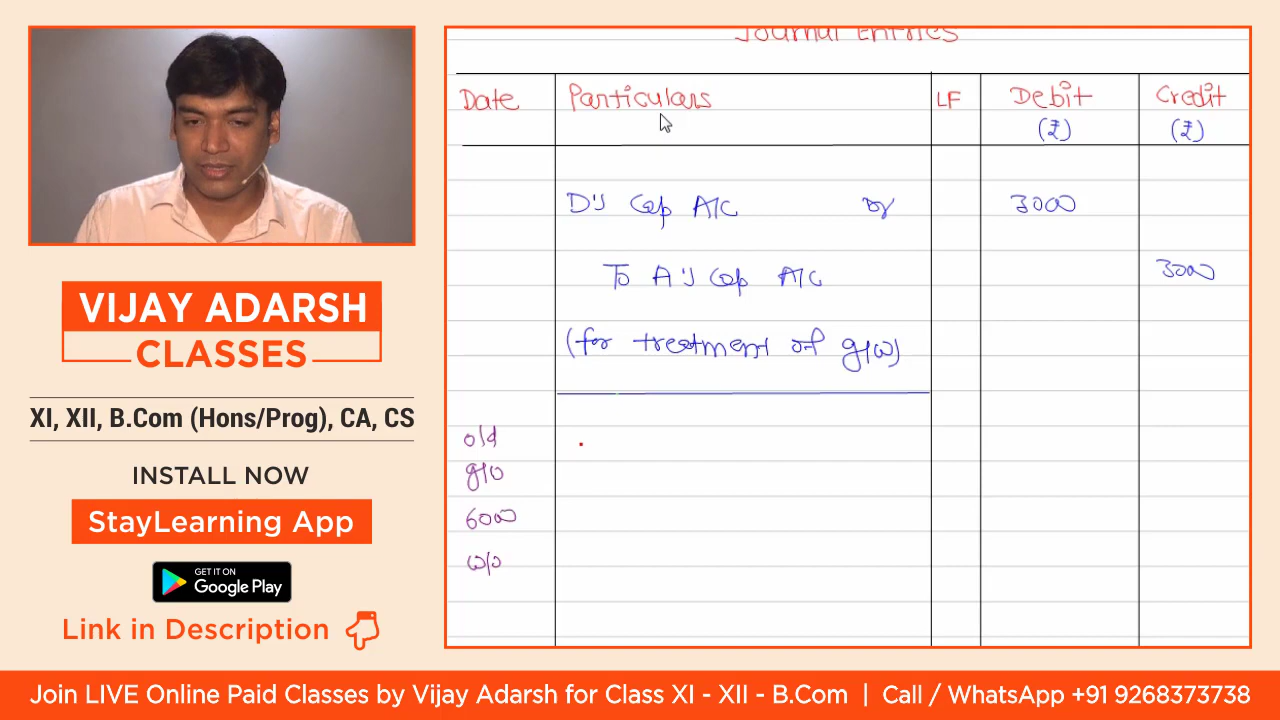 Journal Entries
Date Particulars LF Debit Credit
(₹) (₹)
D's Cap A/C Dr 3000
To A's Cap A/C 3000
(for treatment of g/w)
old
g/w
6000
w/o
VIJAY ADARSH
CLASSES
XI, XII, B.Com (Hons/Prog), CA, CS
INSTALL NOW
StayLearning App
GET IT ON
Google Play
Link in Description
Join LIVE Online Paid Classes by Vijay Adarsh for Class XI - XII - B.Com | Call / WhatsApp +91 9268373738